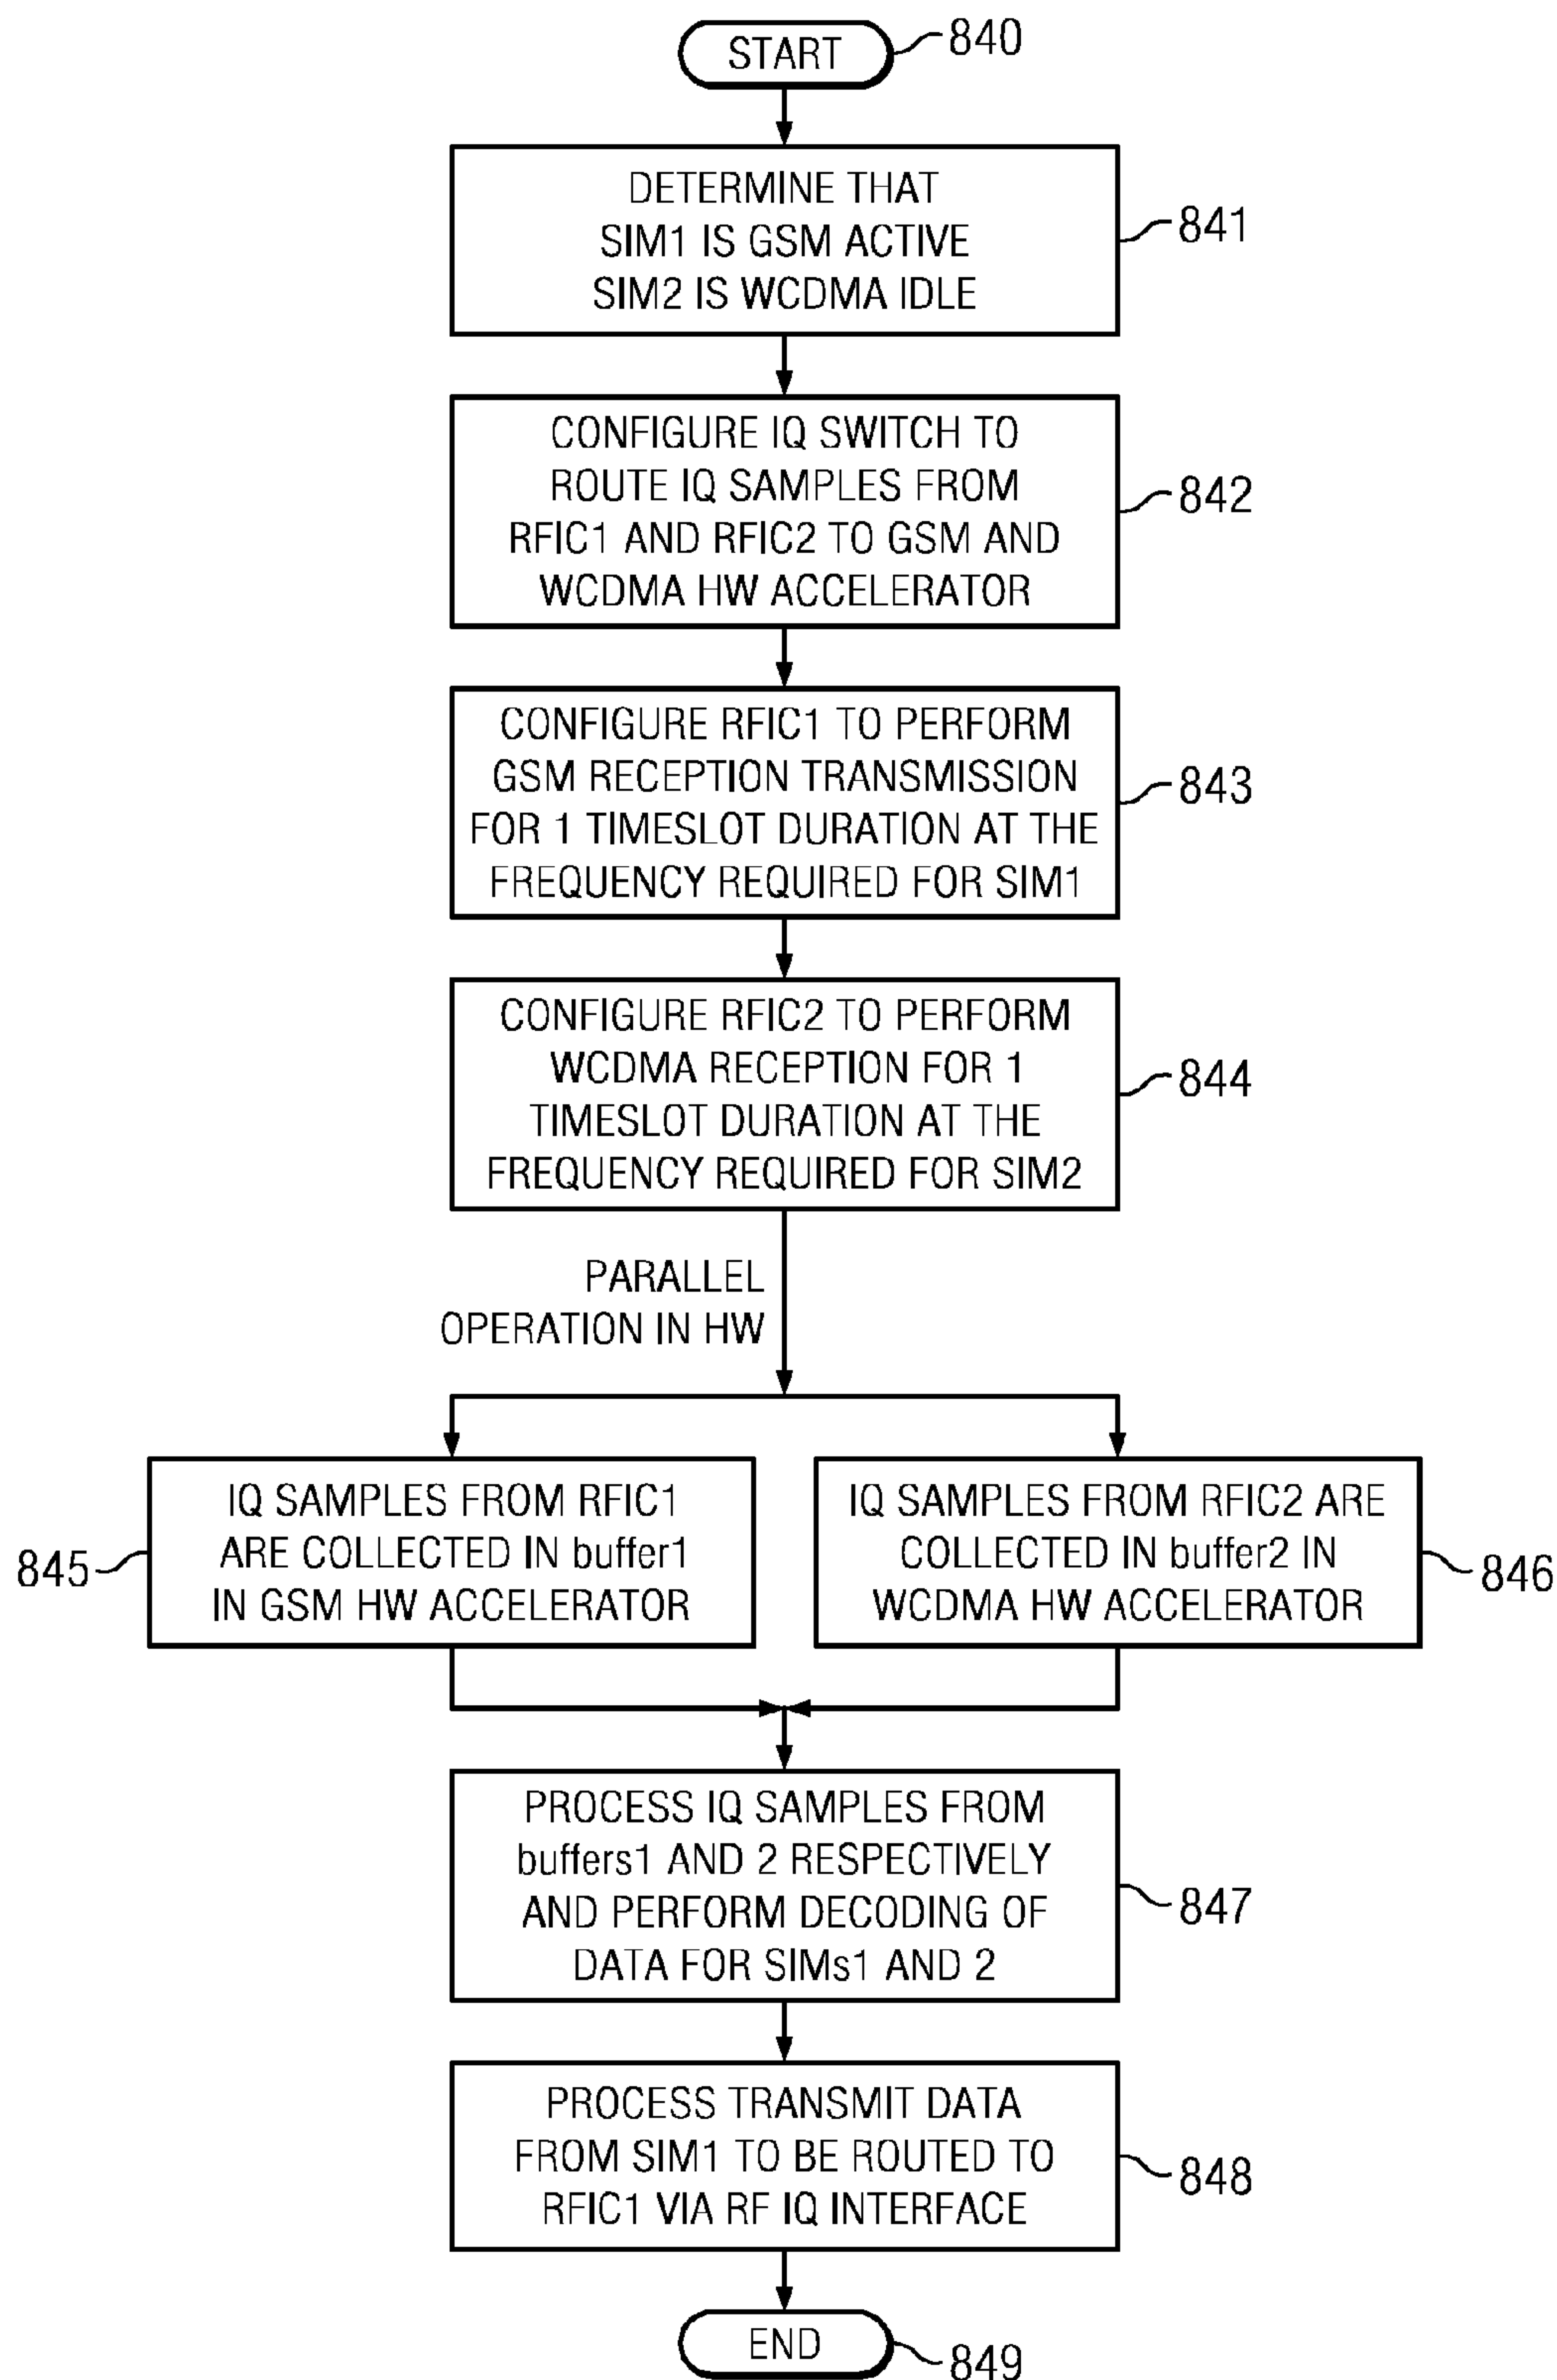 START
840
DETERMINE THAT
SIM1 IS GSM ACTIVE
SIM2 IS WCDMA IDLE
841
CONFIGURE IQ SWITCH TO
ROUTE IQ SAMPLES FROM
RFIC1 AND RFIC2 TO GSM AND
WCDMA HW ACCELERATOR
842
CONFIGURE RFIC1 TO PERFORM
GSM RECEPTION TRANSMISSION
FOR 1 TIMESLOT DURATION AT THE
FREQUENCY REQUIRED FOR SIM1
843
CONFIGURE RFIC2 TO PERFORM
WCDMA RECEPTION FOR 1
TIMESLOT DURATION AT THE
FREQUENCY REQUIRED FOR SIM2
844
PARALLEL
OPERATION IN HW
IQ SAMPLES FROM RFIC1
ARE COLLECTED IN buffer1
IN GSM HW ACCELERATOR
845
IQ SAMPLES FROM RFIC2 ARE
COLLECTED IN buffer2 IN
WCDMA HW ACCELERATOR
846
PROCESS IQ SAMPLES FROM
buffers1 AND 2 RESPECTIVELY
AND PERFORM DECODING OF
DATA FOR SIMs1 AND 2
847
PROCESS TRANSMIT DATA
FROM SIM1 TO BE ROUTED TO
RFIC1 VIA RF IQ INTERFACE
848
END
849